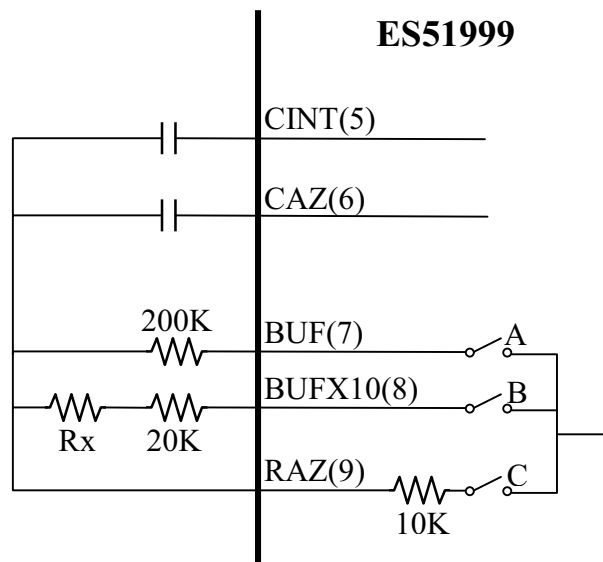 ES51999
CINT(5)
CAZ(6)
200K
BUF(7)
A
BUFX10(8)
B
Rx
20K
RAZ(9)
C
10K